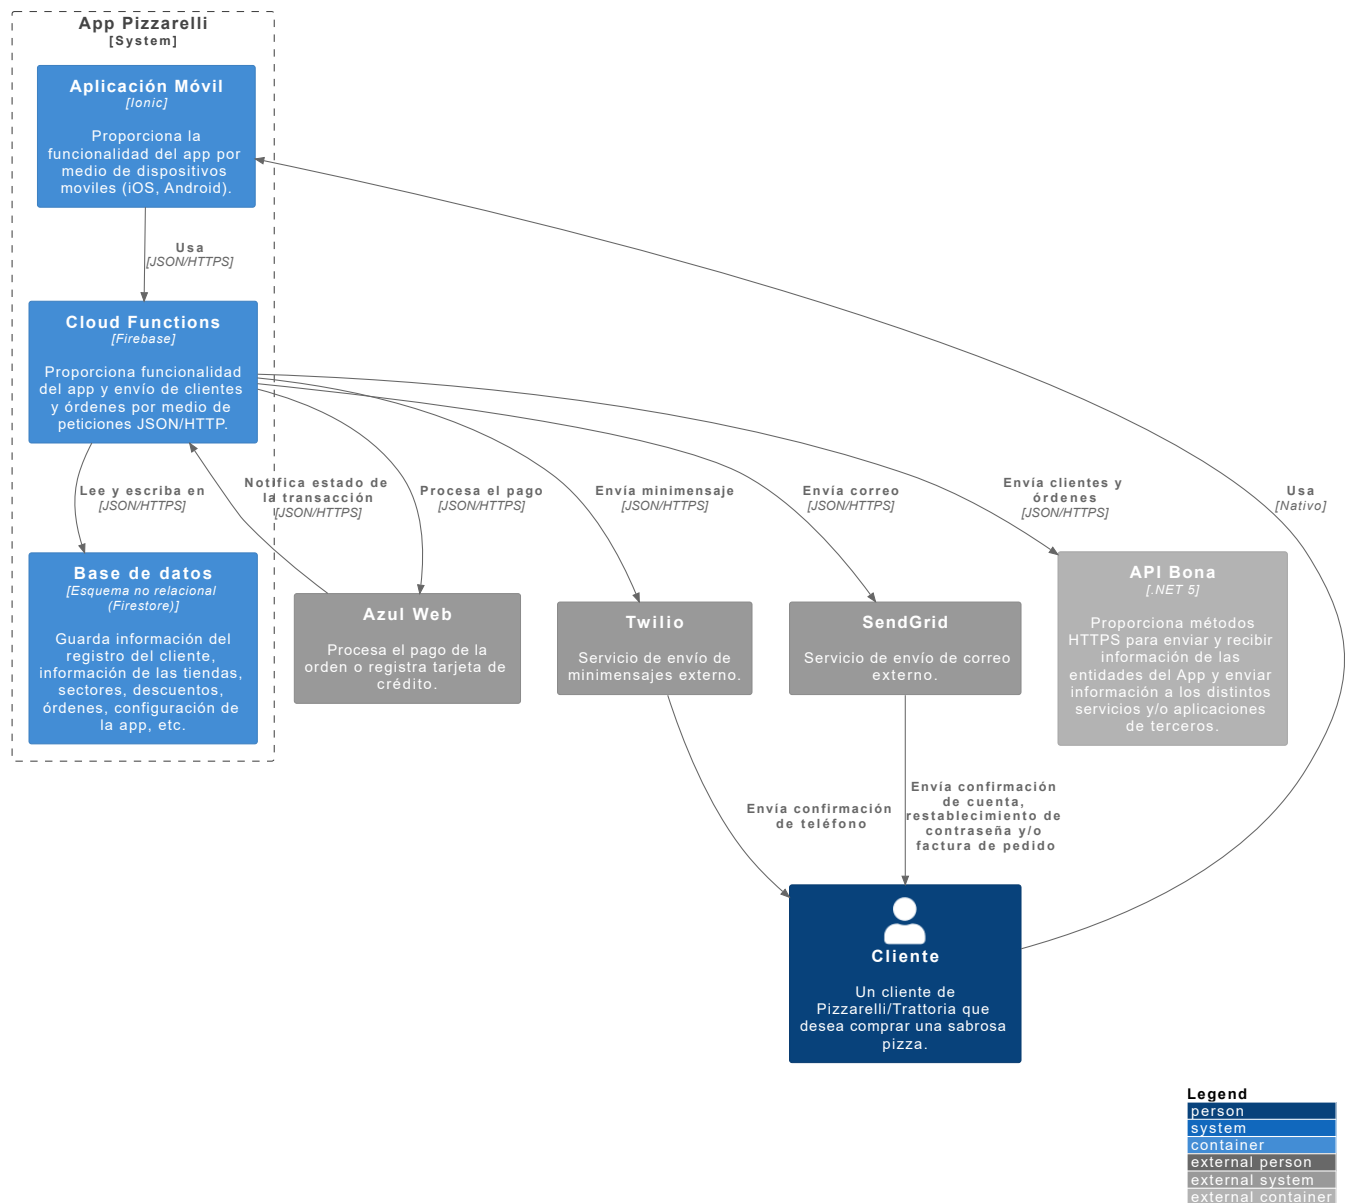 App Pizzarelli
[System]
Aplicación Móvil
[Ionic]
Proporciona la
funcionalidad del app por
medio de dispositivos
moviles (iOS, Android).
Usa
[JSON/HTTPS]
Cloud Functions
[Firebase]
Proporciona funcionalidad
del app y envío de clientes
y órdenes por medio de
peticiones JSON/HTTP.
Lee y escriba en
[JSON/HTTPS]
Notifica estado de
la transacción
[JSON/HTTPS]
Procesa el pago
[JSON/HTTPS]
Envía minimensaje
[JSON/HTTPS]
Envía correo
[JSON/HTTPS]
Envía clientes y
órdenes
[JSON/HTTPS]
Usa
[Nativo]
Base de datos
[Esquema no relacional
(Firestore)]
Guarda información del
registro del cliente,
información de las tiendas,
sectores, descuentos,
órdenes, configuración de
la app, etc.
Azul Web
Procesa el pago de la
orden o registra tarjeta de
crédito.
Twilio
Servicio de envío de
minimensajes externo.
SendGrid
Servicio de envío de correo
externo.
API Bona
[.NET 5]
Proporciona métodos
HTTPS para enviar y recibir
información de las
entidades del App y enviar
información a los distintos
servicios y/o aplicaciones
de terceros.
Envía confirmación
de teléfono
Envía confirmación
de cuenta,
restablecimiento de
contraseña y/o
factura de pedido
Cliente
Un cliente de
Pizzarelli/Trattoria que
desea comprar una sabrosa
pizza.
Legend
person
system
container
external person
external system
external container